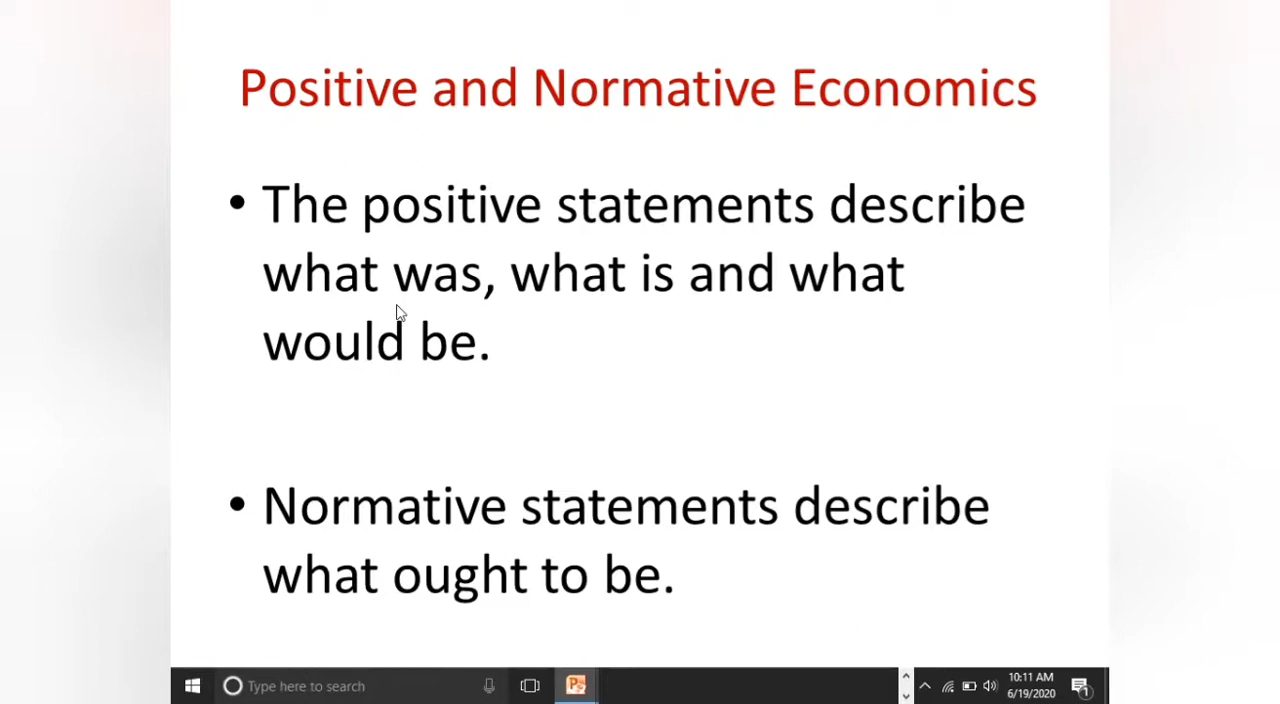 Positive and Normative Economics
• The positive statements describe
what was, what is and what
would be.
• Normative statements describe
what ought to be.
Type here to search
10:11 AM
6/19/2020
1